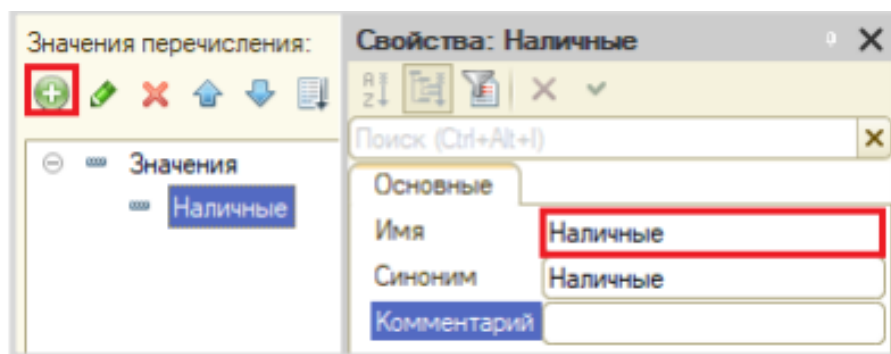 Значения перечисления:
Значения
Наличные
Свойства: Наличные
Поиск (Ctrl+Alt+I)
Основные
Имя Наличные
Синоним Наличные
Комментарий